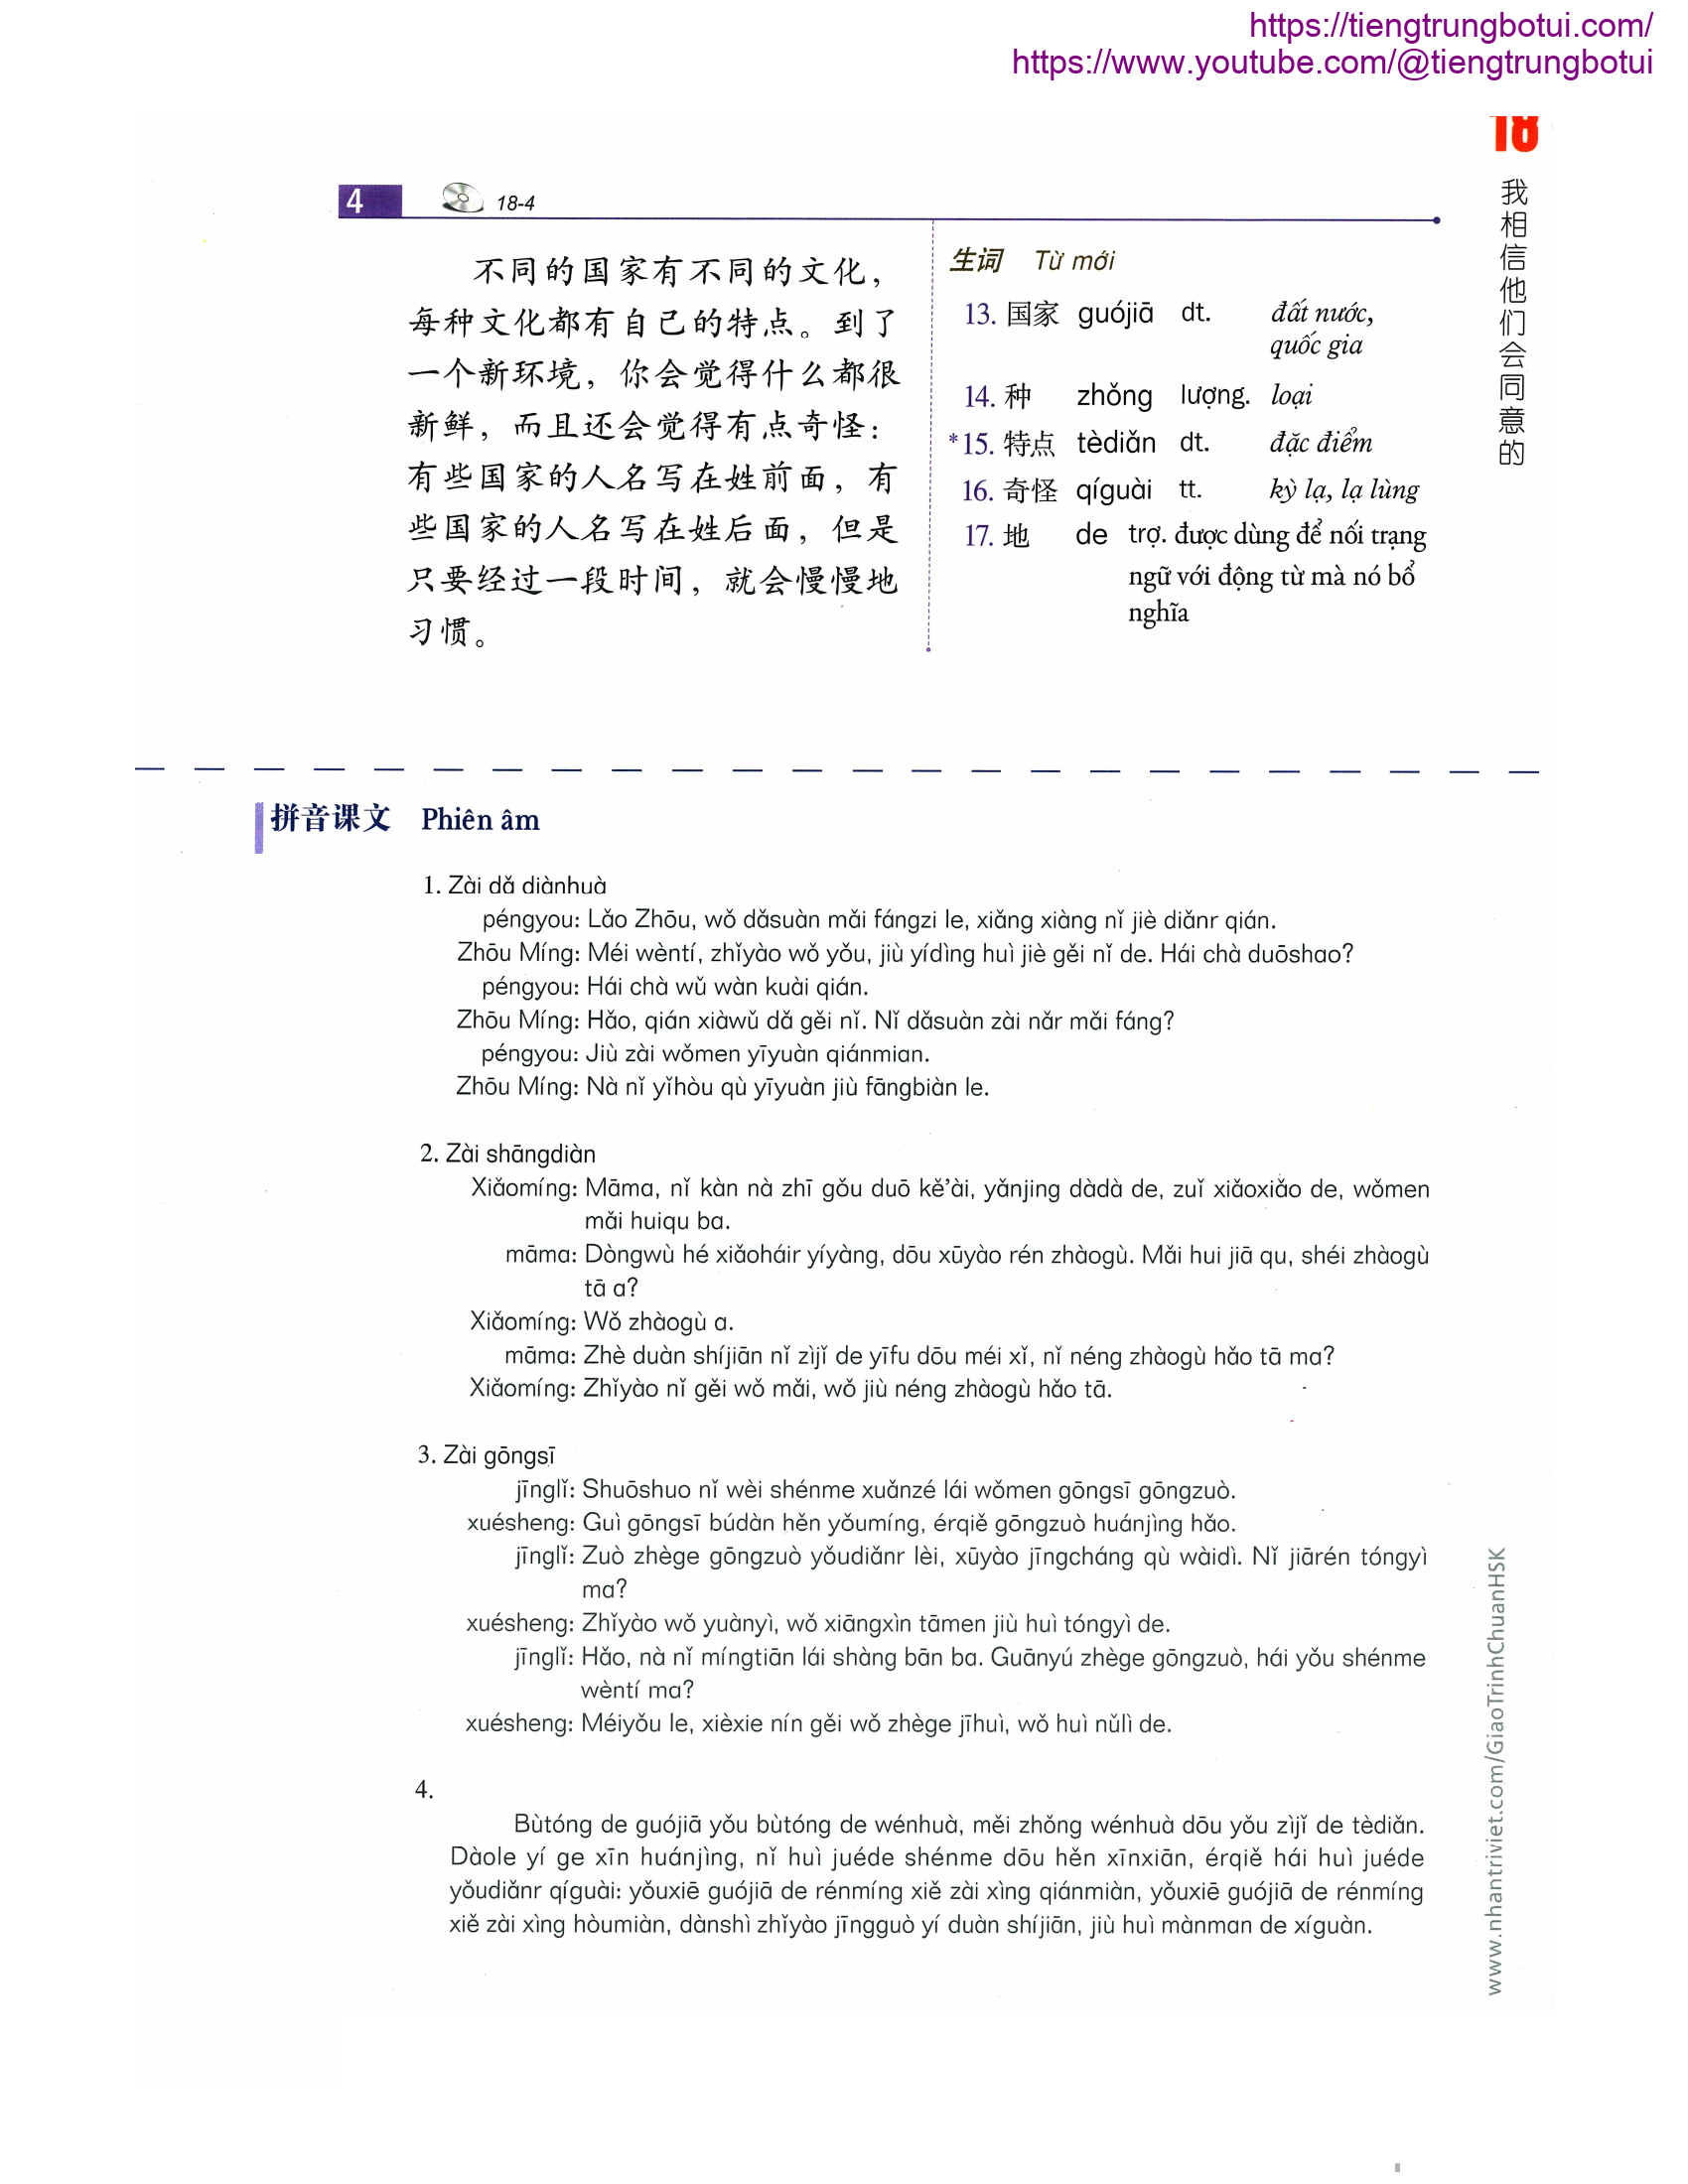 https://tiengtrungbotui.com/
https://www.youtube.com/@tiengtrungbotui
18
我相信他们会同意的
4
18-4
不同的国家有不同的文化，
每种文化都有自己的特点。到了
一个新环境，你会觉得什么都很
新鲜，而且还会觉得有点奇怪：
有些国家的人名写在姓前面，有
些国家的人名写在姓后面，但是
只要经过一段时间，就会慢慢地
习惯。
生词 Từ mới
13. 国家 guójiā dt. đất nước,
quốc gia
14. 种 zhǒng lượng. loại
*15. 特点 tèdiǎn dt. đặc điểm
16. 奇怪 qíguài tt. kỳ lạ, lạ lùng
17. 地 de trợ. được dùng để nối trạng
ngữ với động từ mà nó bổ
nghĩa
拼音课文 Phiên âm
1. Zài dǎ diànhuà
péngyou: Lǎo Zhōu, wǒ dǎsuàn mǎi fángzi le, xiǎng xiàng nǐ jiè diǎnr qián.
Zhōu Míng: Méi wèntí, zhǐyào wǒ yǒu, jiù yídìng huì jiè gěi nǐ de. Hái chà duōshao?
péngyou: Hái chà wǔ wàn kuài qián.
Zhōu Míng: Hǎo, qián xiàwǔ dǎ gěi nǐ. Nǐ dǎsuàn zài nǎr mǎi fáng?
péngyou: Jiù zài wǒmen yīyuàn qiánmian.
Zhōu Míng: Nà nǐ yǐhòu qù yīyuàn jiù fāngbiàn le.
2. Zài shāngdiàn
Xiǎomíng: Māma, nǐ kàn nà zhī gǒu duō kě’ài, yǎnjing dàdà de, zuǐ xiǎoxiǎo de, wǒmen
mǎi huiqu ba.
māma: Dòngwù hé xiǎoháir yíyàng, dōu xūyào rén zhàogù. Mǎi hui jiā qu, shéi zhàogù
tā a?
Xiǎomíng: Wǒ zhàogù a.
māma: Zhè duàn shíjiān nǐ zìjǐ de yīfu dōu méi xǐ, nǐ néng zhàogù hǎo tā ma?
Xiǎomíng: Zhǐyào nǐ gěi wǒ mǎi, wǒ jiù néng zhàogù hǎo tā.
3. Zài gōngsī
jīnglǐ: Shuōshuo nǐ wèi shénme xuǎnzé lái wǒmen gōngsī gōngzuò.
xuésheng: Guì gōngsī búdàn hěn yǒumíng, érqiě gōngzuò huánjìng hǎo.
jīnglǐ: Zuò zhège gōngzuò yǒudiǎnr lèi, xūyào jīngcháng qù wàidì. Nǐ jiārén tóngyì
ma?
xuésheng: Zhǐyào wǒ yuànyì, wǒ xiāngxìn tāmen jiù huì tóngyì de.
jīnglǐ: Hǎo, nà nǐ míngtiān lái shàng bān ba. Guānyú zhège gōngzuò, hái yǒu shénme
wèntí ma?
xuésheng: Méiyǒu le, xièxie nín gěi wǒ zhège jīhuì, wǒ huì nǔlì de.
4.
Bùtóng de guójiā yǒu bùtóng de wénhuà, měi zhǒng wénhuà dōu yǒu zìjǐ de tèdiǎn.
Dàole yí ge xīn huánjìng, nǐ huì juéde shénme dōu hěn xīnxiān, érqiě hái huì juéde
yǒudiǎnr qíguài: yǒuxiē guójiā de rénmíng xiě zài xìng qiánmiàn, yǒuxiē guójiā de rénmíng
xiě zài xìng hòumiàn, dànshì zhǐyào jīngguò yí duàn shíjiān, jiù huì mànman de xíguàn.
www.nhantriviet.com/GiaoTrinhChuanHSK